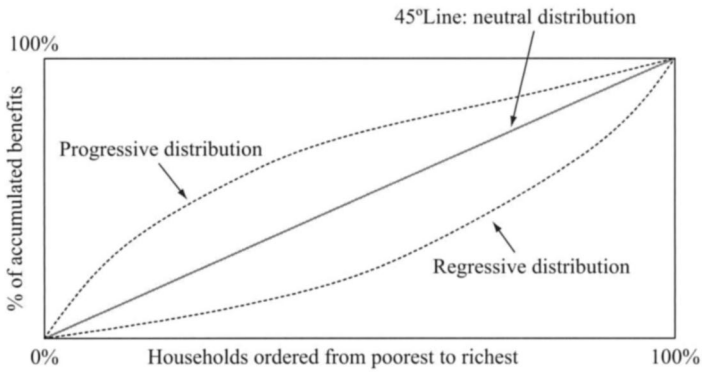 45ºLine: neutral distribution
100%
Progressive distribution
% of accumulated benefits
Regressive distribution
0%
Households ordered from poorest to richest
100%